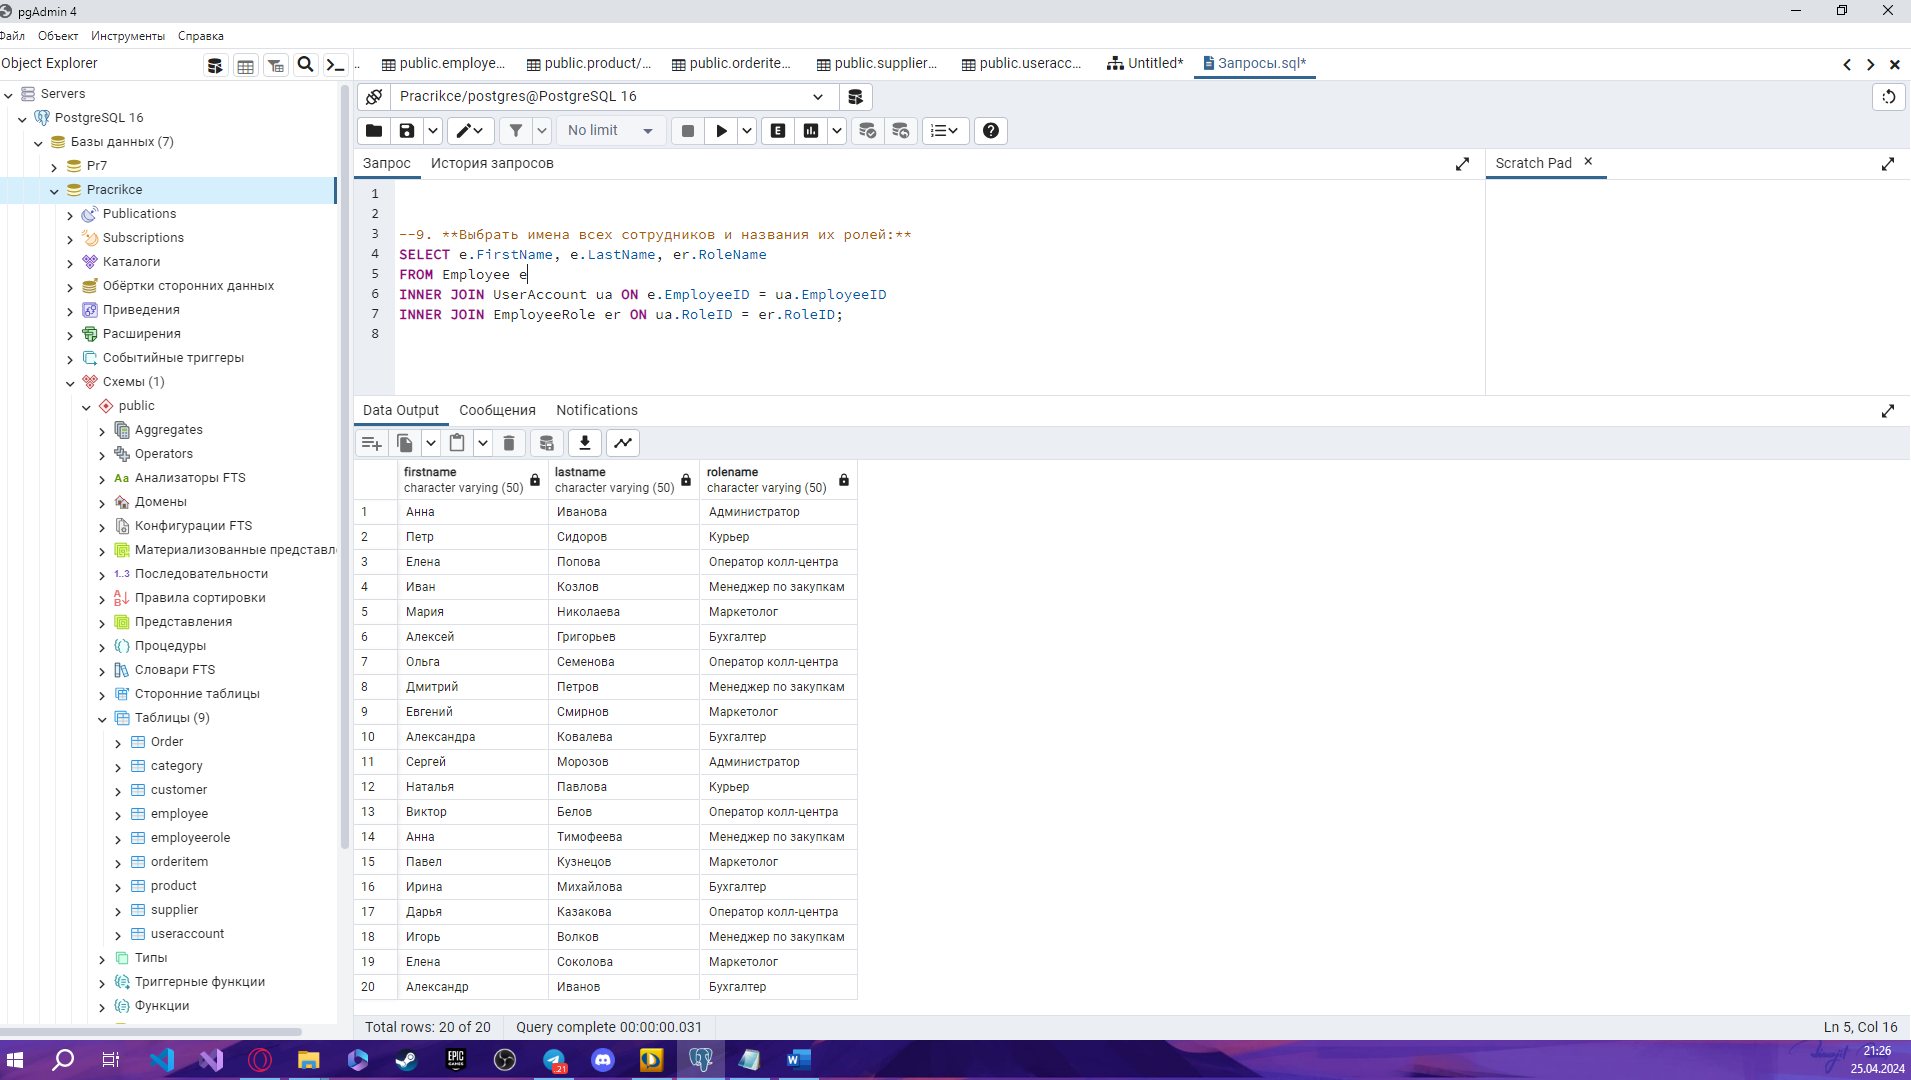 pgAdmin 4
Файл Объект Инструменты Справка
Object Explorer
public.employe... public.product/... public.orderite... public.supplier... public.useracc... Untitled* Запросы.sql*
Servers
PostgreSQL 16
Базы данных (7)
Pr7
Pracrikce
Publications
Subscriptions
Каталоги
Обёртки сторонних данных
Приведения
Расширения
Событийные триггеры
Схемы (1)
public
Aggregates
Operators
Анализаторы FTS
Домены
Конфигурации FTS
Материализованные представл
1..3 Последовательности
Правила сортировки
Представления
Процедуры
Словари FTS
Сторонние таблицы
Таблицы (9)
Order
category
customer
employee
employeerole
orderitem
product
supplier
useraccount
Типы
Триггерные функции
Функции
Pracrikce/postgres@PostgreSQL 16
No limit
E
Запрос История запросов
Scratch Pad
1
2
3 --9. **Выбрать имена всех сотрудников и названия их ролей:**
4 SELECT e.FirstName, e.LastName, er.RoleName
5 FROM Employee e
6 INNER JOIN UserAccount ua ON e.EmployeeID = ua.EmployeeID
7 INNER JOIN EmployeeRole er ON ua.RoleID = er.RoleID;
8
Data Output Сообщения Notifications
firstname lastname rolename
character varying (50) character varying (50) character varying (50)
1 Анна Иванова Администратор
2 Петр Сидоров Курьер
3 Елена Попова Оператор колл-центра
4 Иван Козлов Менеджер по закупкам
5 Мария Николаева Маркетолог
6 Алексей Григорьев Бухгалтер
7 Ольга Семенова Оператор колл-центра
8 Дмитрий Петров Менеджер по закупкам
9 Евгений Смирнов Маркетолог
10 Александра Ковалева Бухгалтер
11 Сергей Морозов Администратор
12 Наталья Павлова Курьер
13 Виктор Белов Оператор колл-центра
14 Анна Тимофеева Менеджер по закупкам
15 Павел Кузнецов Маркетолог
16 Ирина Михайлова Бухгалтер
17 Дарья Казакова Оператор колл-центра
18 Игорь Волков Менеджер по закупкам
19 Елена Соколова Маркетолог
20 Александр Иванов Бухгалтер
Total rows: 20 of 20 Query complete 00:00:00.031
Ln 5, Col 16
EPIC GAMES
21
21:26
25.04.2024